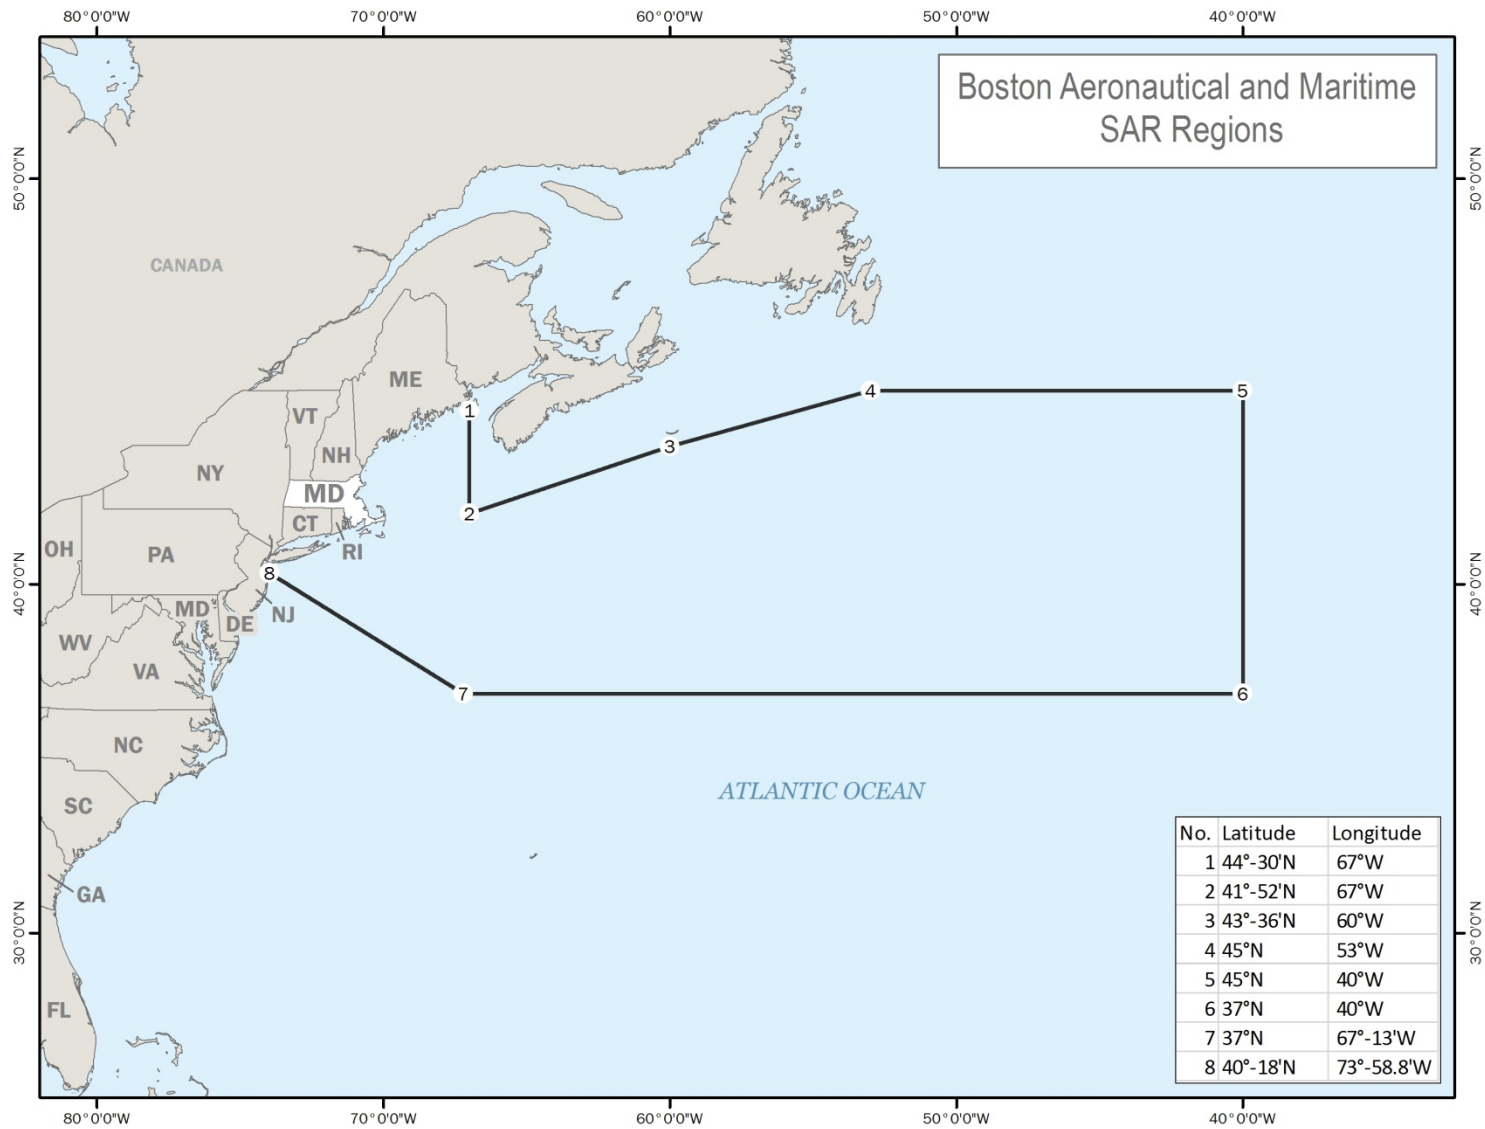 80°0'0"W 70°0'0"W 60°0'0"W 50°0'0"W 40°0'0"W
Boston Aeronautical and Maritime
SAR Regions
50°0'0"N 50°0'0"N
CANADA
ME
4 5
1
VT
3
NH
NY
MD
2
CT
OH
PA
RI
8
40°0'0"N 40°0'0"N
MD
NJ
DE
WV
VA
7 6
NC
ATLANTIC OCEAN
SC
GA
30°0'0"N 30°0'0"N
FL
No. Latitude Longitude
1 44°-30'N 67°W
2 41°-52'N 67°W
3 43°-36'N 60°W
4 45°N 53°W
5 45°N 40°W
6 37°N 40°W
7 37°N 67°-13'W
8 40°-18'N 73°-58.8'W
80°0'0"W 70°0'0"W 60°0'0"W 50°0'0"W 40°0'0"W